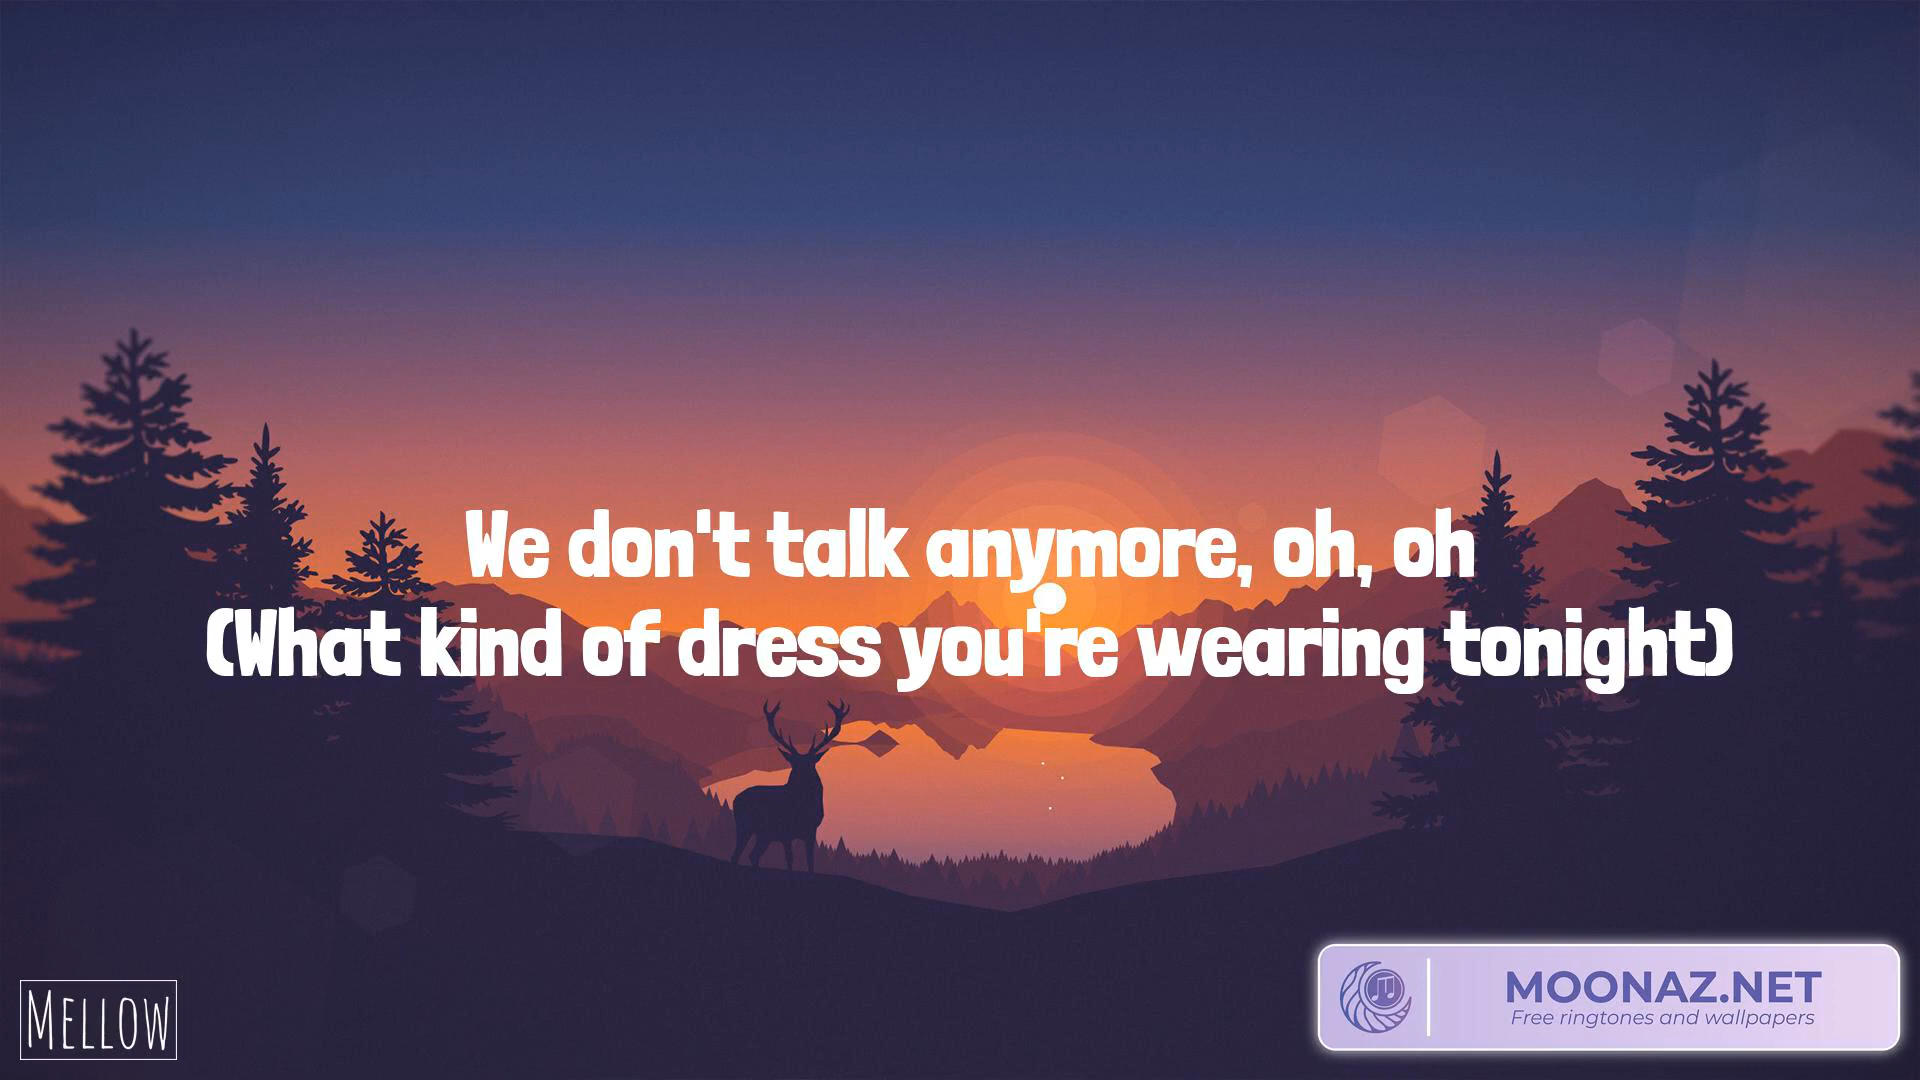 We don't talk anymore, oh, oh
(What kind of dress you're wearing tonight)
MELLOW
MOONAZ.NET
Free ringtones and wallpapers